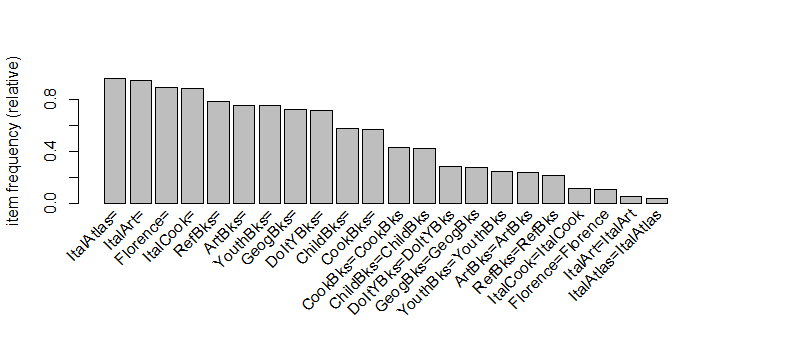 item frequency (relative)
0.8
0.4
0.0
ItalAtlas=
ItalArt=
Florence=
ItalCook=
RefBks=
ArtBks=
YouthBks=
GeogBks=
DoItYBks=
ChildBks=
CookBks=
CookBks=CookBks
ChildBks=ChildBks
DoItYBks=DoItYBks
GeogBks=GeogBks
YouthBks=YouthBks
ArtBks=ArtBks
RefBks=RefBks
ItalCook=ItalCook
Florence=Florence
ItalArt=ItalArt
ItalAtlas=ItalAtlas